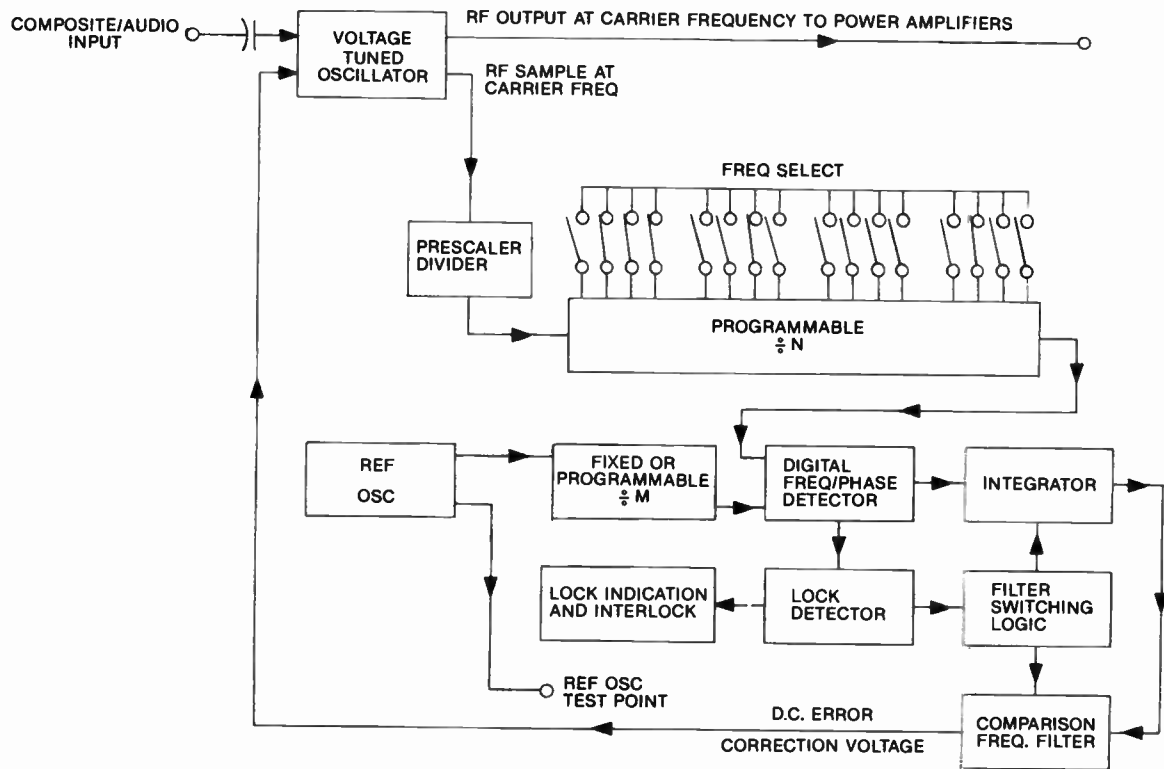 COMPOSITE/AUDIO
INPUT
VOLTAGE
TUNED
OSCILLATOR
RF OUTPUT AT CARRIER FREQUENCY TO POWER AMPLIFIERS
RF SAMPLE AT
CARRIER FREQ
FREQ SELECT
PRESCALER
DIVIDER
PROGRAMMABLE
÷ N
REF
OSC
FIXED OR
PROGRAMMABLE
÷ M
DIGITAL
FREQ/PHASE
DETECTOR
INTEGRATOR
LOCK INDICATION
AND INTERLOCK
LOCK
DETECTOR
FILTER
SWITCHING
LOGIC
REF OSC
TEST POINT
D.C. ERROR
CORRECTION VOLTAGE
COMPARISON
FREQ. FILTER